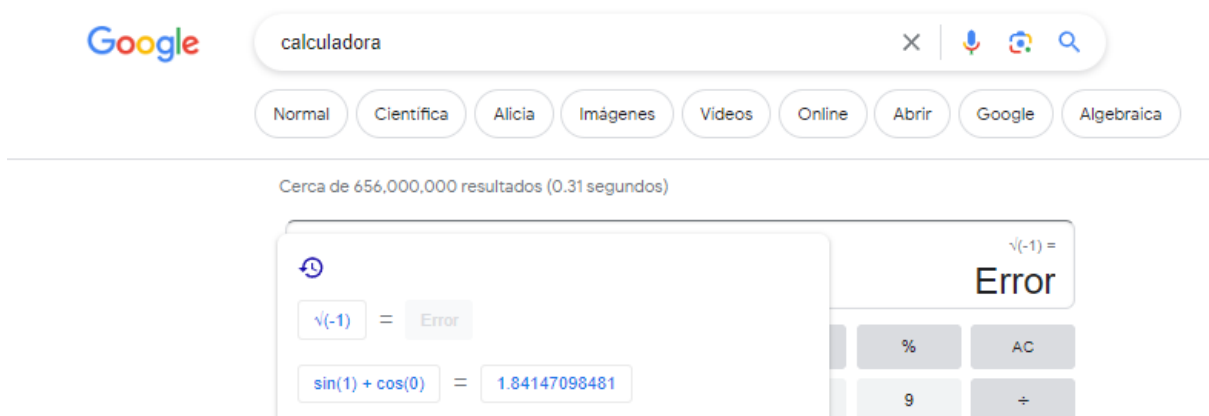 Google calculadora
Normal Científica Alicia Imágenes Videos Online Abrir Google Algebraica
Cerca de 656,000,000 resultados (0.31 segundos)
√(-1) =
Error
√(-1) = Error
% AC
sin(1) + cos(0) = 1.84147098481
9 ÷